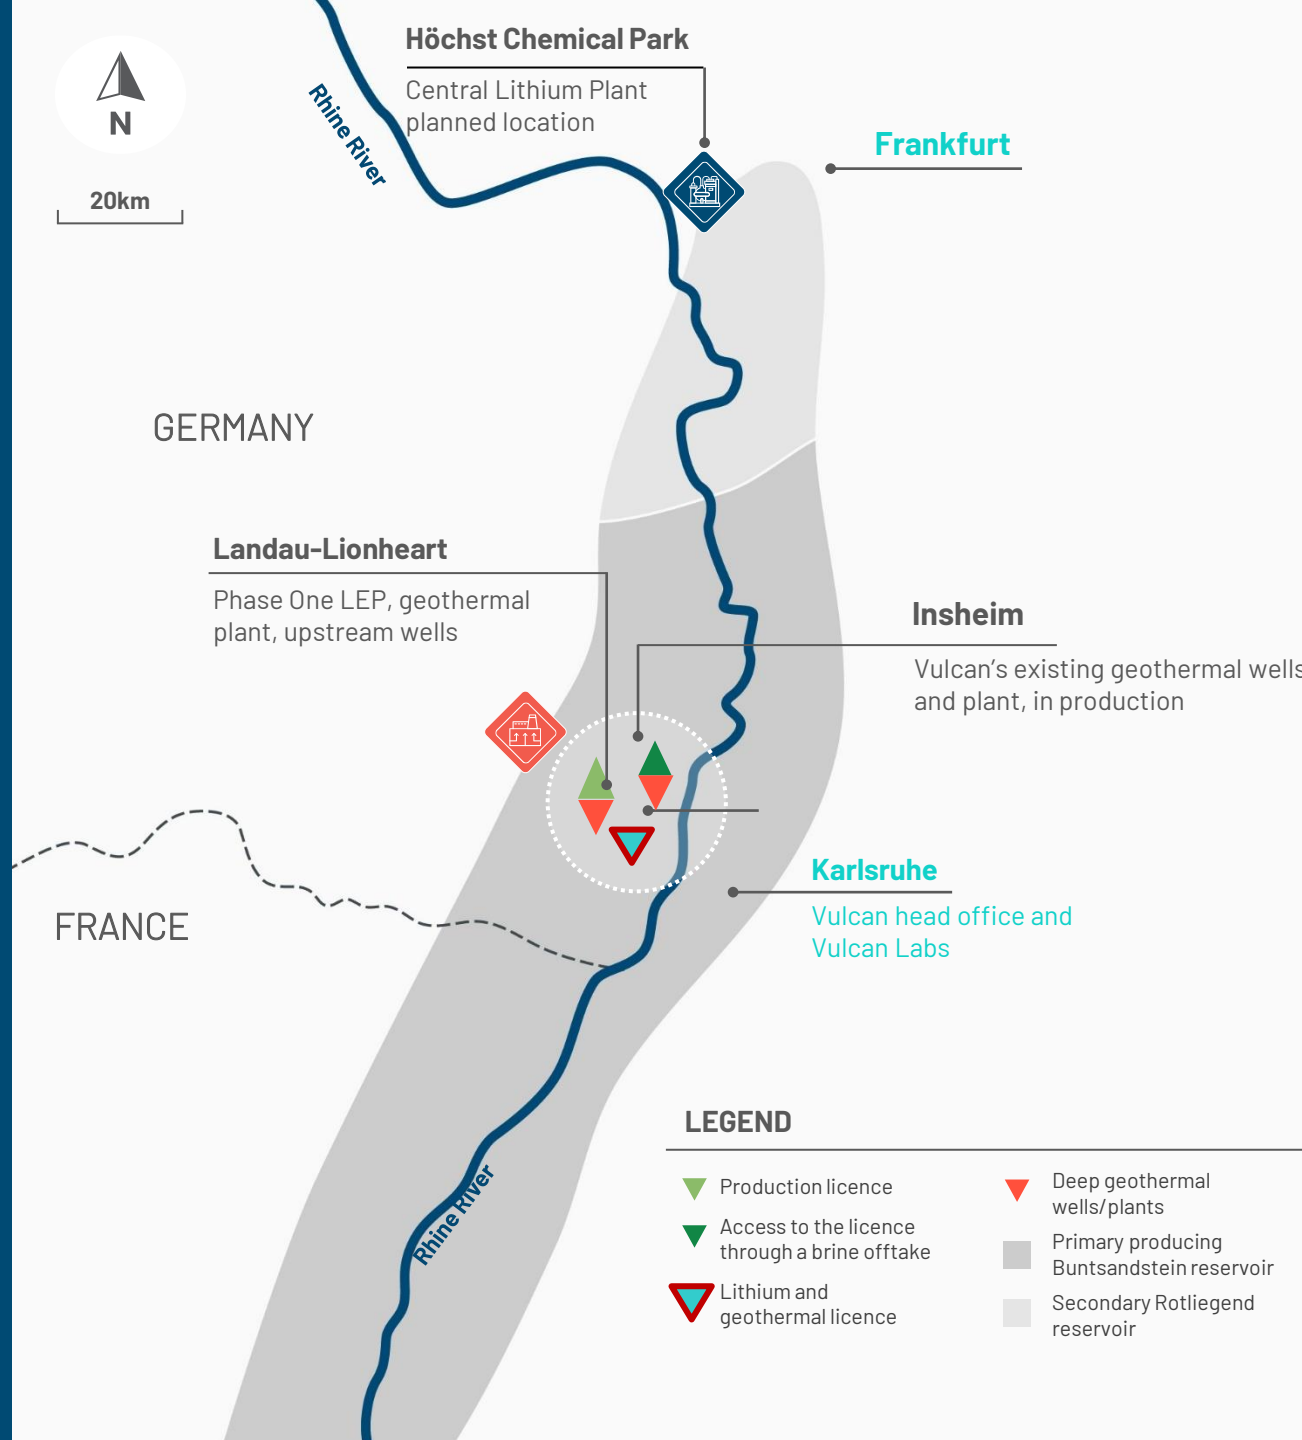 Höchst Chemical Park
Central Lithium Plant
planned location
Rhine River
N
20km
Frankfurt
GERMANY
Landau-Lionheart
Phase One LEP, geothermal
plant, upstream wells
Insheim
Vulcan's existing geothermal wells
and plant, in production
Karlsruhe
Vulcan head office and
Vulcan Labs
FRANCE
Rhine River
LEGEND
Production licence
Access to the licence
through a brine offtake
Lithium and
geothermal licence
Deep geothermal
wells/plants
Primary producing
Buntsandstein reservoir
Secondary Rotliegend
reservoir